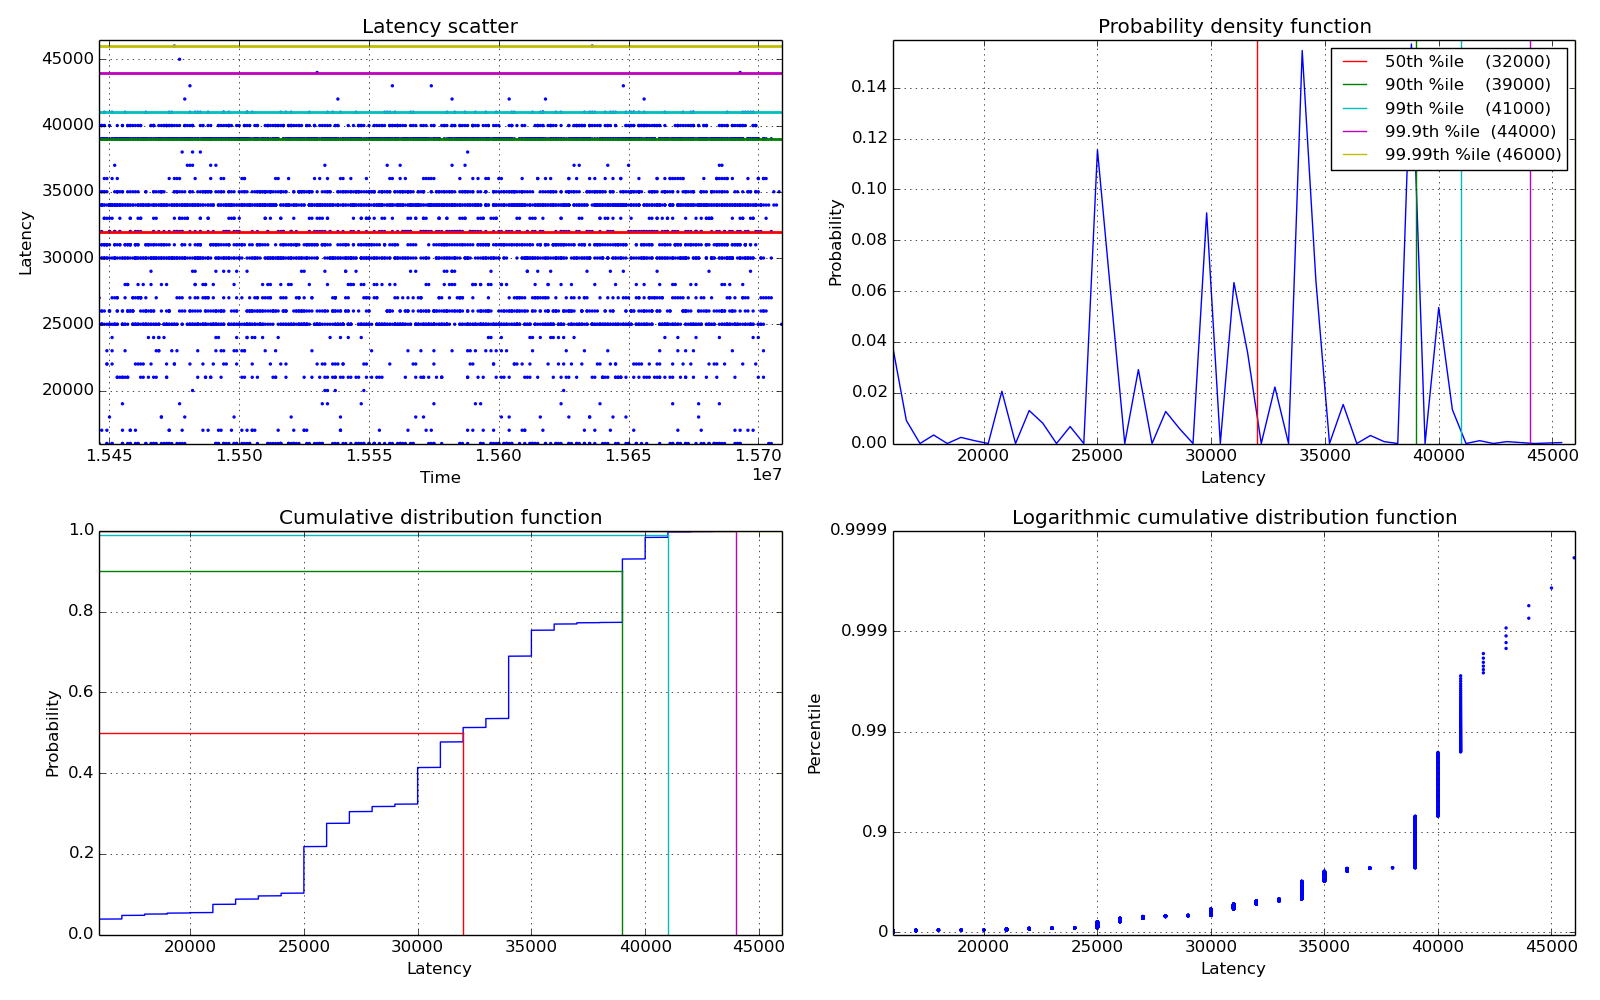 Latency scatter
45000
40000
35000
30000
25000
20000
Latency
1.545
1.550
1.555
1.560
1.565
1.570
1e7
Time
Probability density function
0.14
0.12
0.10
0.08
0.06
0.04
0.02
0.00
Probability
50th %ile (32000)
90th %ile (39000)
99th %ile (41000)
99.9th %ile (44000)
99.99th %ile (46000)
20000
25000
30000
35000
40000
45000
Latency
Cumulative distribution function
1.0
0.8
0.6
0.4
0.2
0.0
Probability
20000
25000
30000
35000
40000
45000
Latency
Logarithmic cumulative distribution function
0.9999
0.999
0.99
0.9
0
Percentile
20000
25000
30000
35000
40000
45000
Latency